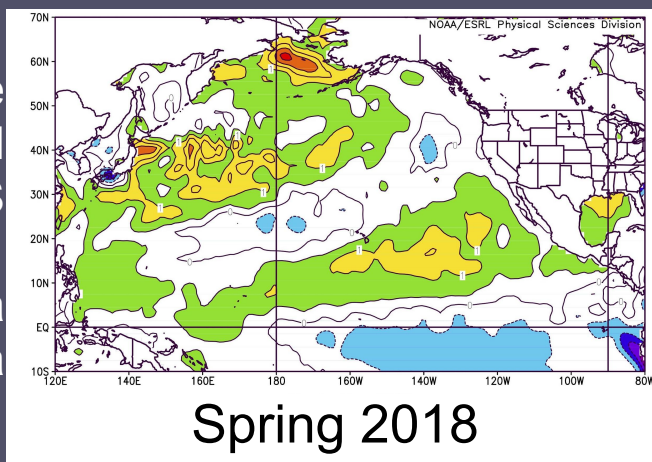 NOAA/ESRL Physical Sciences Division
70N
60N
50N
40N
30N
20N
10N
EQ
10S
120E 140E 160E 180 160W 140W 120W 100W 80W
Spring 2018